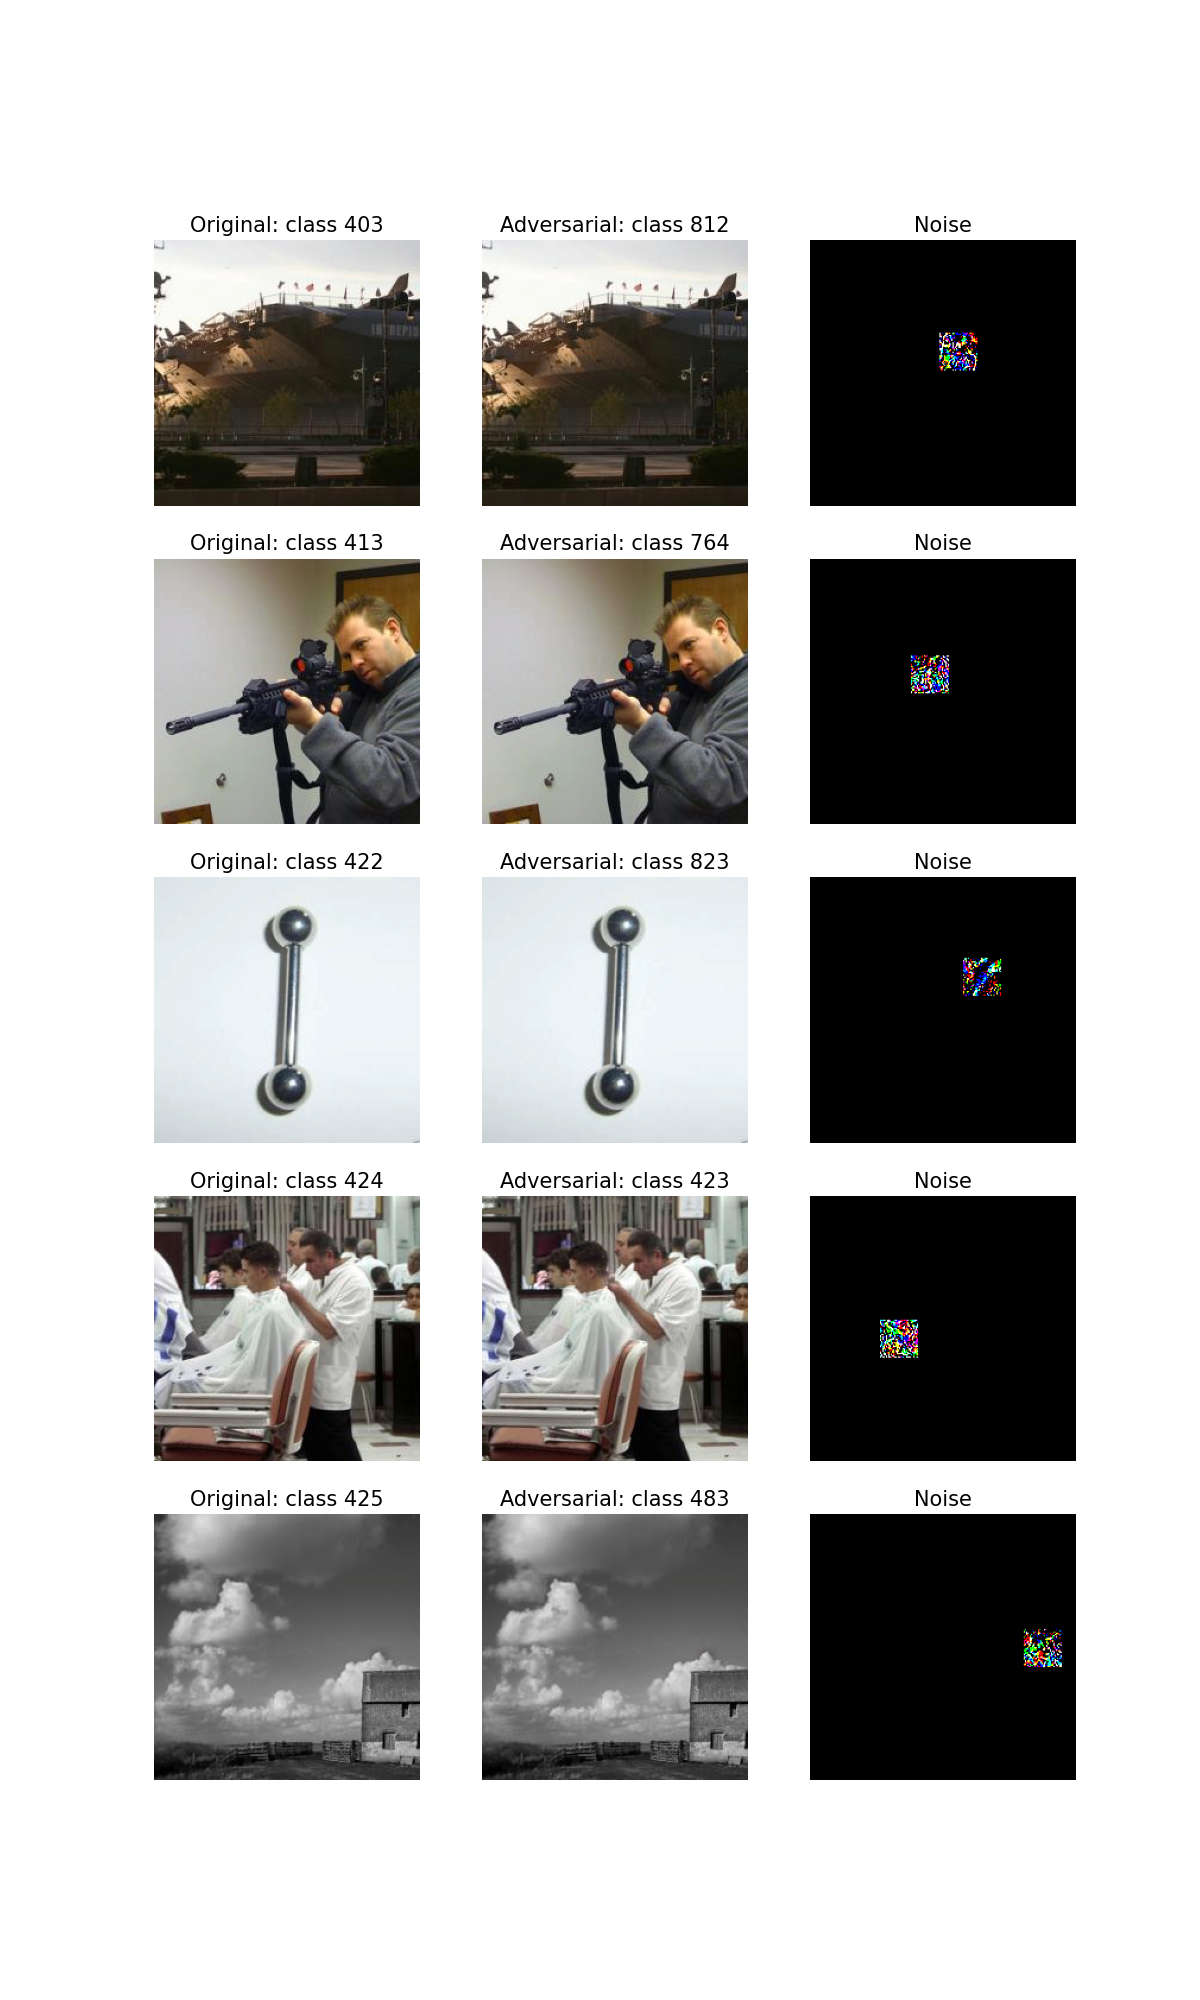 Original: class 403
Adversarial: class 812
Noise
Original: class 413
Adversarial: class 764
Noise
Original: class 422
Adversarial: class 823
Noise
Original: class 424
Adversarial: class 423
Noise
Original: class 425
Adversarial: class 483
Noise